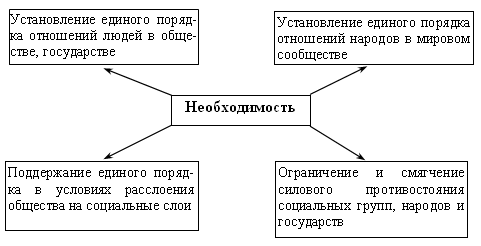 Установление единого поряд-
ка отношений людей в обще-
стве, государстве
Установление единого порядка
отношений народов в мировом
сообществе
Необходимость
Поддержание единого поряд-
ка в условиях расслоения
общества на социальные слои
Ограничение и смягчение
силового противостояния
социальных групп, народов и
государств